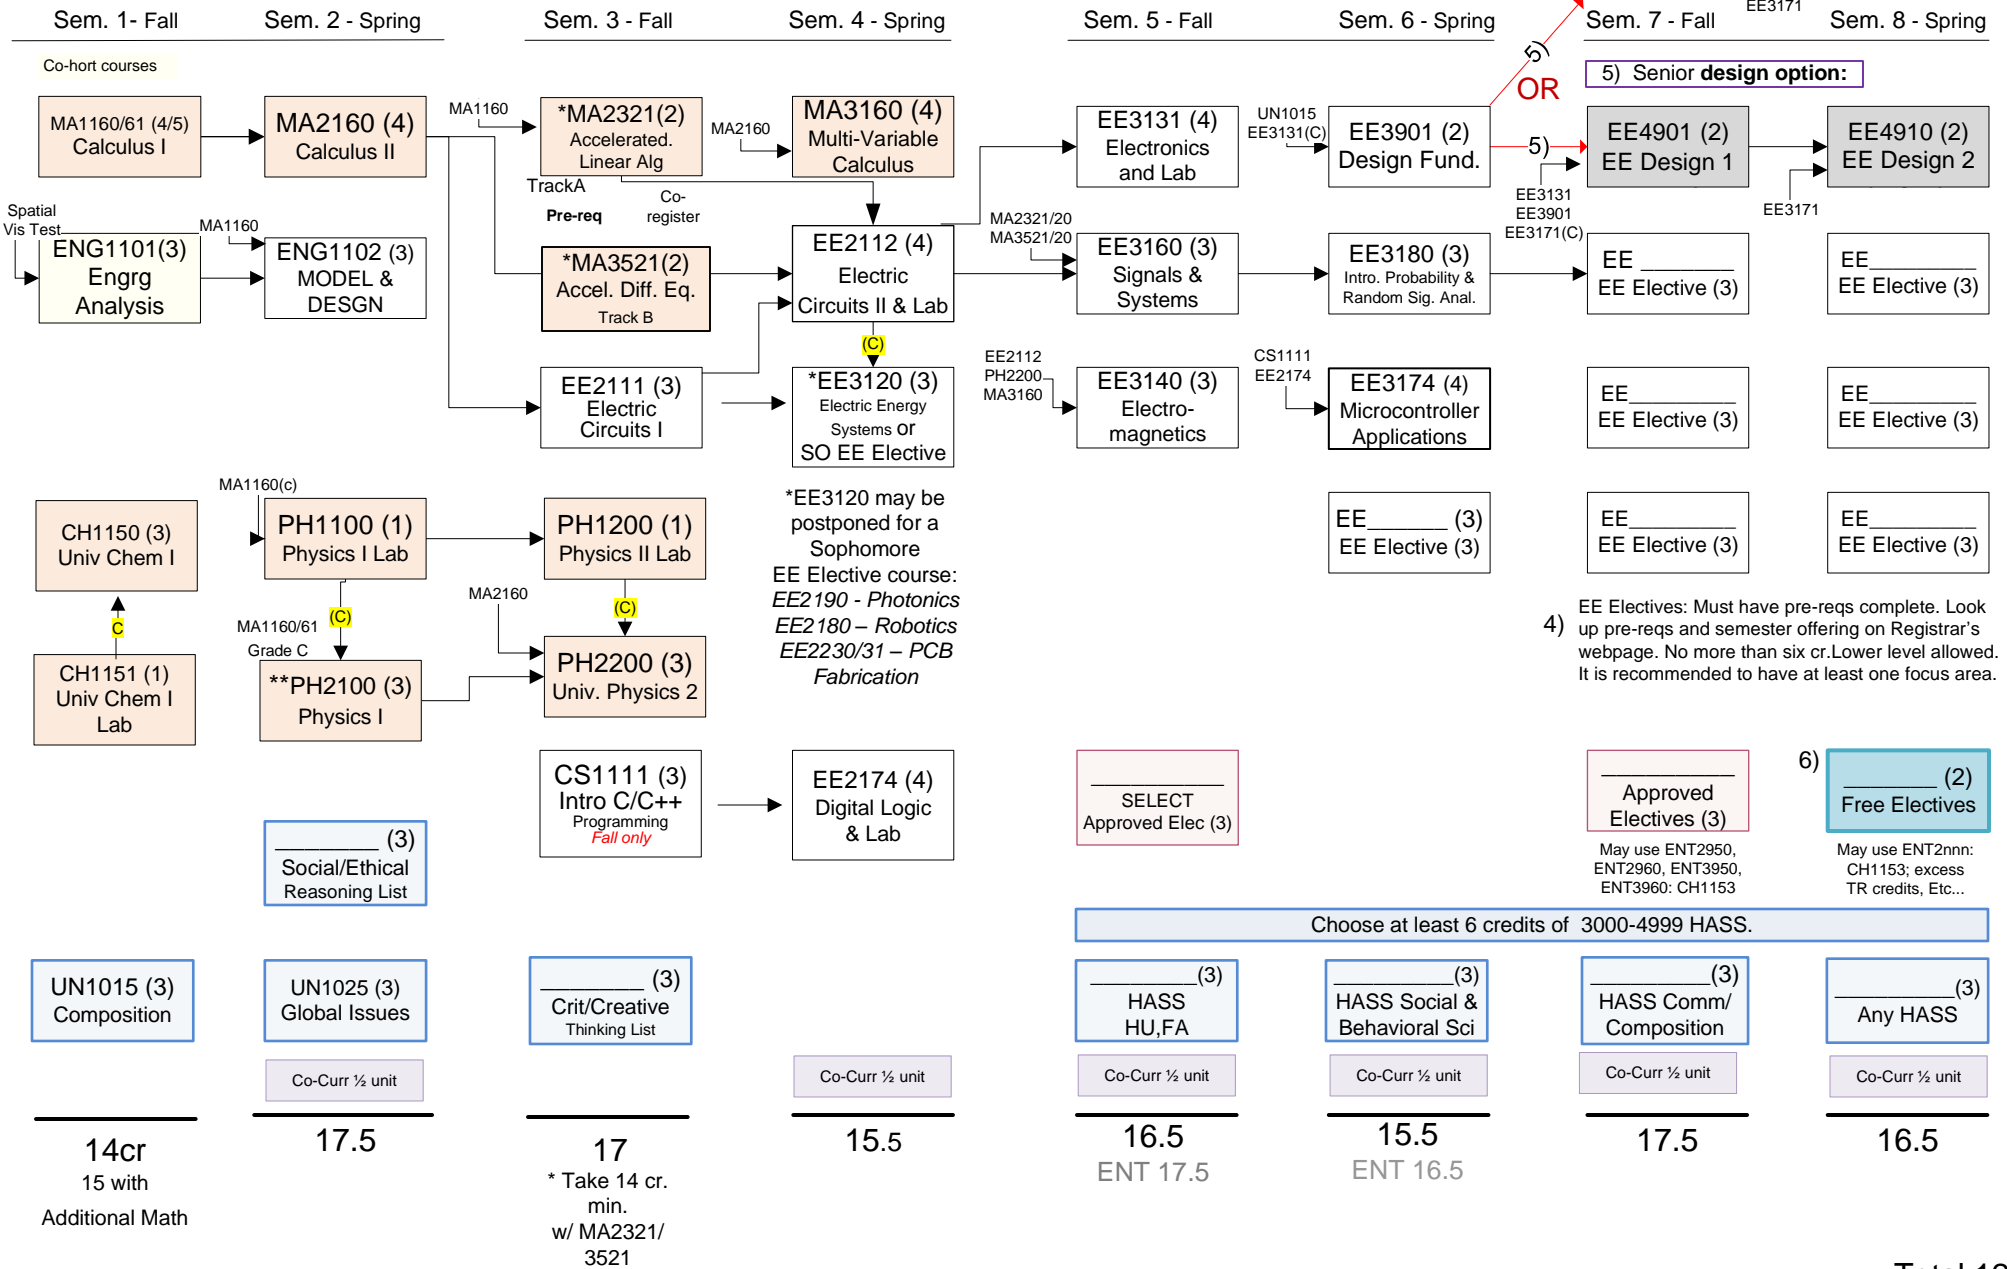 EE3171
Sem. 1- Fall
Sem. 2 - Spring
Sem. 3 - Fall
Sem. 4 - Spring
Sem. 5 - Fall
Sem. 6 - Spring
Sem. 7 - Fall
Sem. 8 - Spring
Co-hort courses
5)
OR
5) Senior design option:
MA1160/61 (4/5)
Calculus I
MA2160 (4)
Calculus II
MA1160
*MA2321(2)
Accelerated.
Linear Alg
TrackA
Pre-req
Co-
register
MA2160
MA3160 (4)
Multi-Variable
Calculus
EE3131 (4)
Electronics
and Lab
UN1015
EE3131(C)
EE3901 (2)
Design Fund.
5)
EE4901 (2)
EE Design 1
EE3131
EE3901
EE3171(C)
EE4910 (2)
EE Design 2
EE3171
Spatial
Vis Test
ENG1101(3)
Engrg
Analysis
MA1160
ENG1102 (3)
MODEL &
DESGN
*MA3521(2)
Accel. Diff. Eq.
Track B
EE2112 (4)
Electric
Circuits II & Lab
(C)
MA2321/20
MA3521/20
EE3160 (3)
Signals &
Systems
EE3180 (3)
Intro. Probability &
Random Sig. Anal.
EE _______
EE Elective (3)
EE________
EE Elective (3)
EE2111 (3)
Electric
Circuits I
*EE3120 (3)
Electric Energy
Systems or
SO EE Elective
EE2112
PH2200
MA3160
EE3140 (3)
Electro-
magnetics
CS1111
EE2174
EE3174 (4)
Microcontroller
Applications
EE________
EE Elective (3)
EE________
EE Elective (3)
CH1150 (3)
Univ Chem I
C
MA1160(c)
PH1100 (1)
Physics I Lab
(C)
PH1200 (1)
Physics II Lab
(C)
*EE3120 may be
postponed for a
Sophomore
EE Elective course:
EE2190 - Photonics
EE2180 – Robotics
EE2230/31 – PCB
Fabrication
EE______ (3)
EE Elective (3)
EE________
EE Elective (3)
EE________
EE Elective (3)
4)
EE Electives: Must have pre-reqs complete. Look
up pre-reqs and semester offering on Registrar's
webpage. No more than six cr.Lower level allowed.
It is recommended to have at least one focus area.
CH1151 (1)
Univ Chem I
Lab
MA1160/61
Grade C
**PH2100 (3)
Physics I
MA2160
PH2200 (3)
Univ. Physics 2
CS1111 (3)
Intro C/C++
Programming
Fall only
EE2174 (4)
Digital Logic
& Lab
__________
SELECT
Approved Elec (3)
__________
Approved
Electives (3)
May use ENT2950,
ENT2960, ENT3950,
ENT3960: CH1153
6)
_______ (2)
Free Electives
May use ENT2nnn:
CH1153; excess
TR credits, Etc...
________ (3)
Social/Ethical
Reasoning List
Choose at least 6 credits of 3000-4999 HASS.
UN1015 (3)
Composition
UN1025 (3)
Global Issues
________ (3)
Crit/Creative
Thinking List
________(3)
HASS
HU,FA
_________(3)
HASS Social &
Behavioral Sci
_________(3)
HASS Comm/
Composition
_________(3)
Any HASS
Co-Curr ½ unit
Co-Curr ½ unit
Co-Curr ½ unit
Co-Curr ½ unit
Co-Curr ½ unit
Co-Curr ½ unit
14cr
15 with
Additional Math
17.5
17
* Take 14 cr.
min.
w/ MA2321/
3521
15.5
16.5
ENT 17.5
15.5
ENT 16.5
17.5
16.5